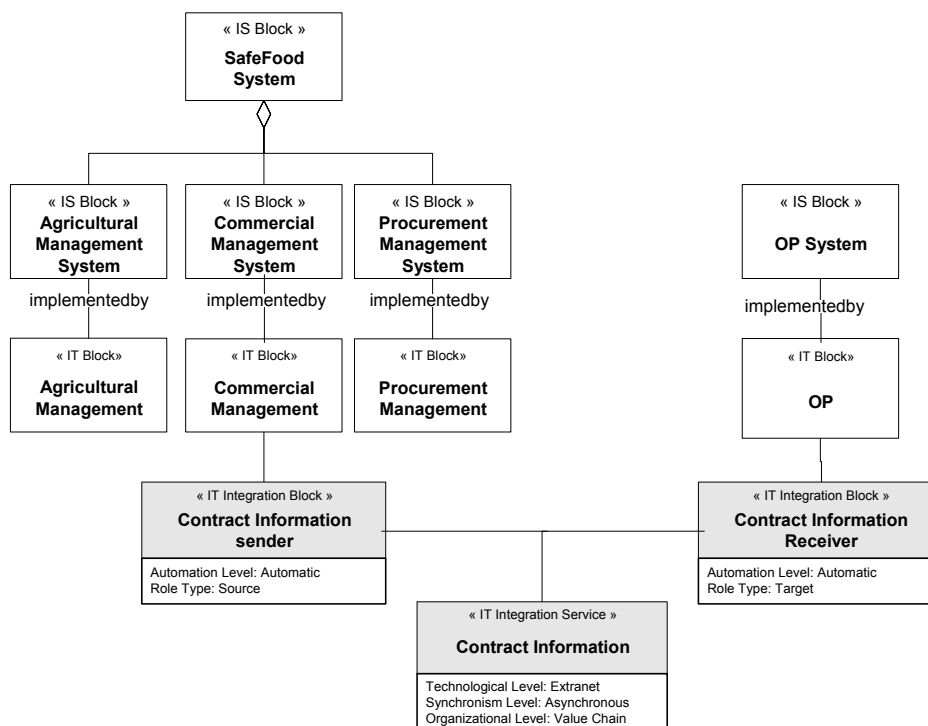 « IS Block »
SafeFood
System
« IS Block »
Agricultural
Management
System
« IS Block »
Commercial
Management
System
« IS Block »
Procurement
Management
System
« IS Block »
OP System
implementedby
implementedby
implementedby
implementedby
« IT Block»
Agricultural
Management
« IT Block»
Commercial
Management
« IT Block»
Procurement
Management
« IT Block»
OP
« IT Integration Block »
Contract Information
sender
Automation Level: Automatic
Role Type: Source
« IT Integration Block »
Contract Information
Receiver
Automation Level: Automatic
Role Type: Target
« IT Integration Service »
Contract Information
Technological Level: Extranet
Synchronism Level: Asynchronous
Organizational Level: Value Chain